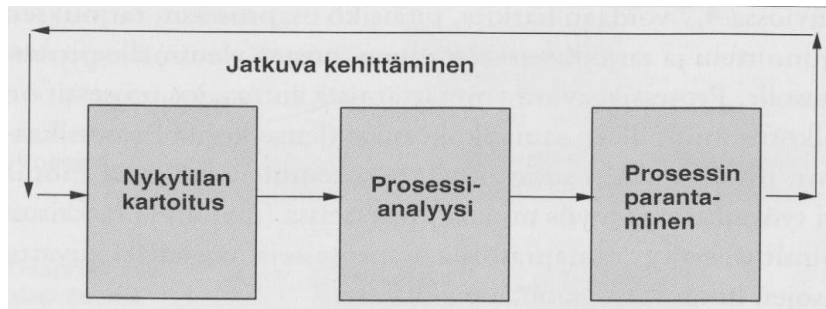 Jatkuva kehittäminen
Nykytilan
kartoitus
Prosessi-
analyysi
Prosessin
paranta-
minen